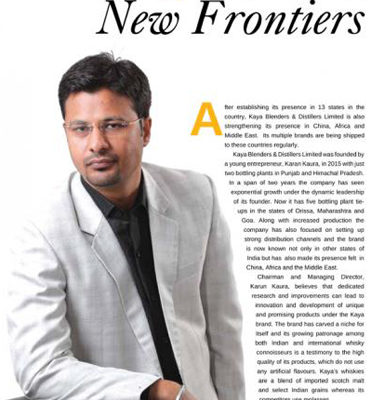 New Frontiers
After establishing its presence in 13 states in the
country, Kaya Blenders & Distillers Limited is also
strengthening its presence in China, Africa and
Middle East. Its multiple brands are being shipped
to these countries regularly.
Kaya Blenders & Distillers Limited was founded by
a young entrepreneur, Karan Kaura, in 2015 with just
two bottling plants in Punjab and Himachal Pradesh.
In a span of two years the company has seen
exponential growth under the dynamic leadership
of its founder. Now it has five bottling plant tie-
ups in the states of Orissa, Maharashtra and
Goa. Along with increased production the
company has also focused on setting up
strong distribution channels and the brand
is now known not only in other states of
India but has also made its presence felt in
China, Africa and the Middle East.
Chairman and Managing Director,
Karun Kaura, believes that dedicated
research and improvements can lead to
innovation and development of unique
and promising products under the Kaya
brand. The brand has carved a niche for
itself and its growing patronage among
both Indian and international whisky
connoisseurs is a testimony to the high
quality of its products, which do not use
any artificial flavours. Kaya's whiskies
are a blend of imported scotch malt
and select Indian grains whereas its
competitors use molasses